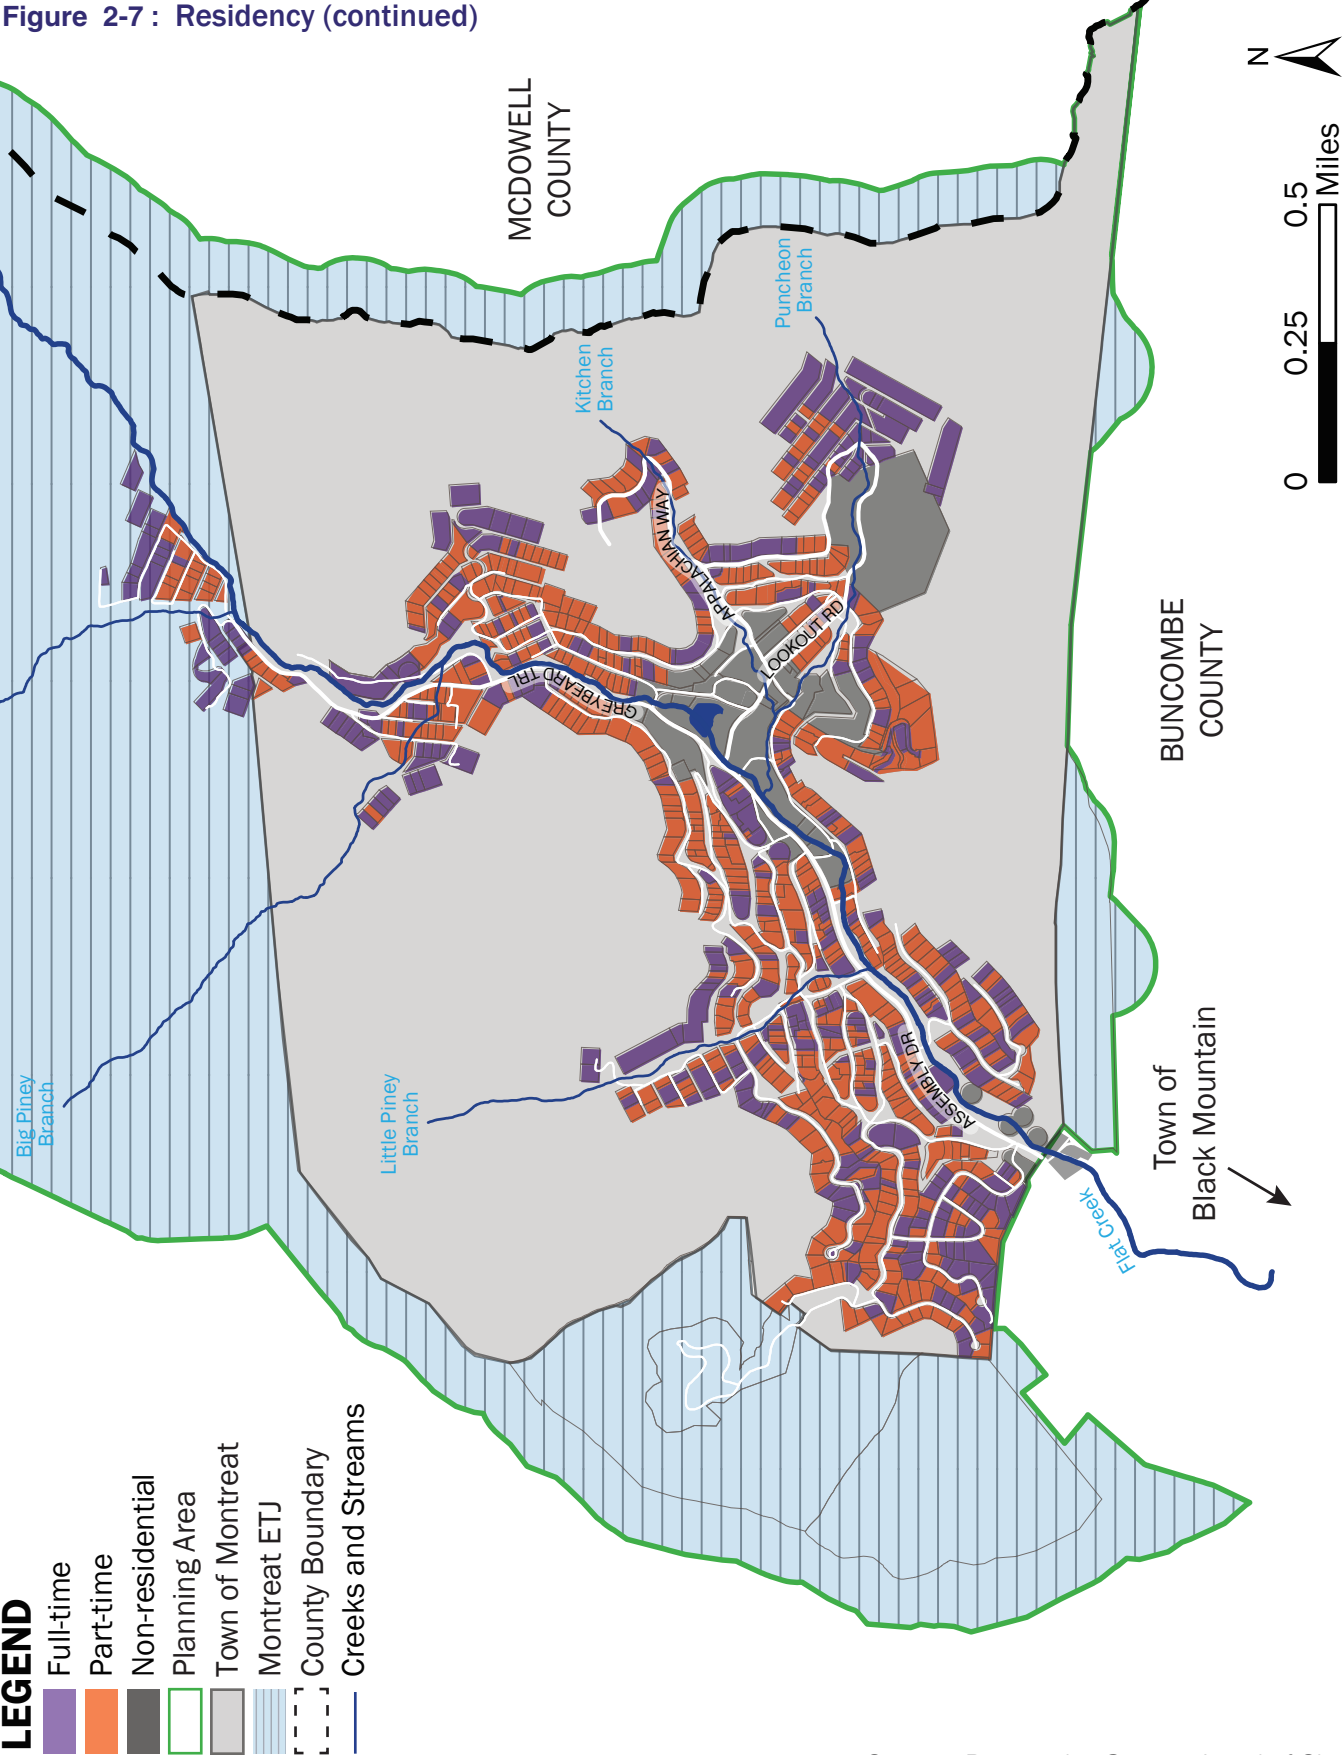 Figure 2-7 : Residency (continued)
MCDOWELL
COUNTY
N
0
0.25
0.5
Miles
Puncheon
Branch
Kitchen
Branch
APPALACHIAN WAY
LOOKOUT RD
GREYBEARD TRL
BUNCOMBE
COUNTY
Big Piney
Branch
Little Piney
Branch
ASSEMBLY DR
Town of
Black Mountain
Flat Creek
LEGEND
Full-time
Part-time
Non-residential
Planning Area
Town of Montreat
Montreat ETJ
County Boundary
Creeks and Streams